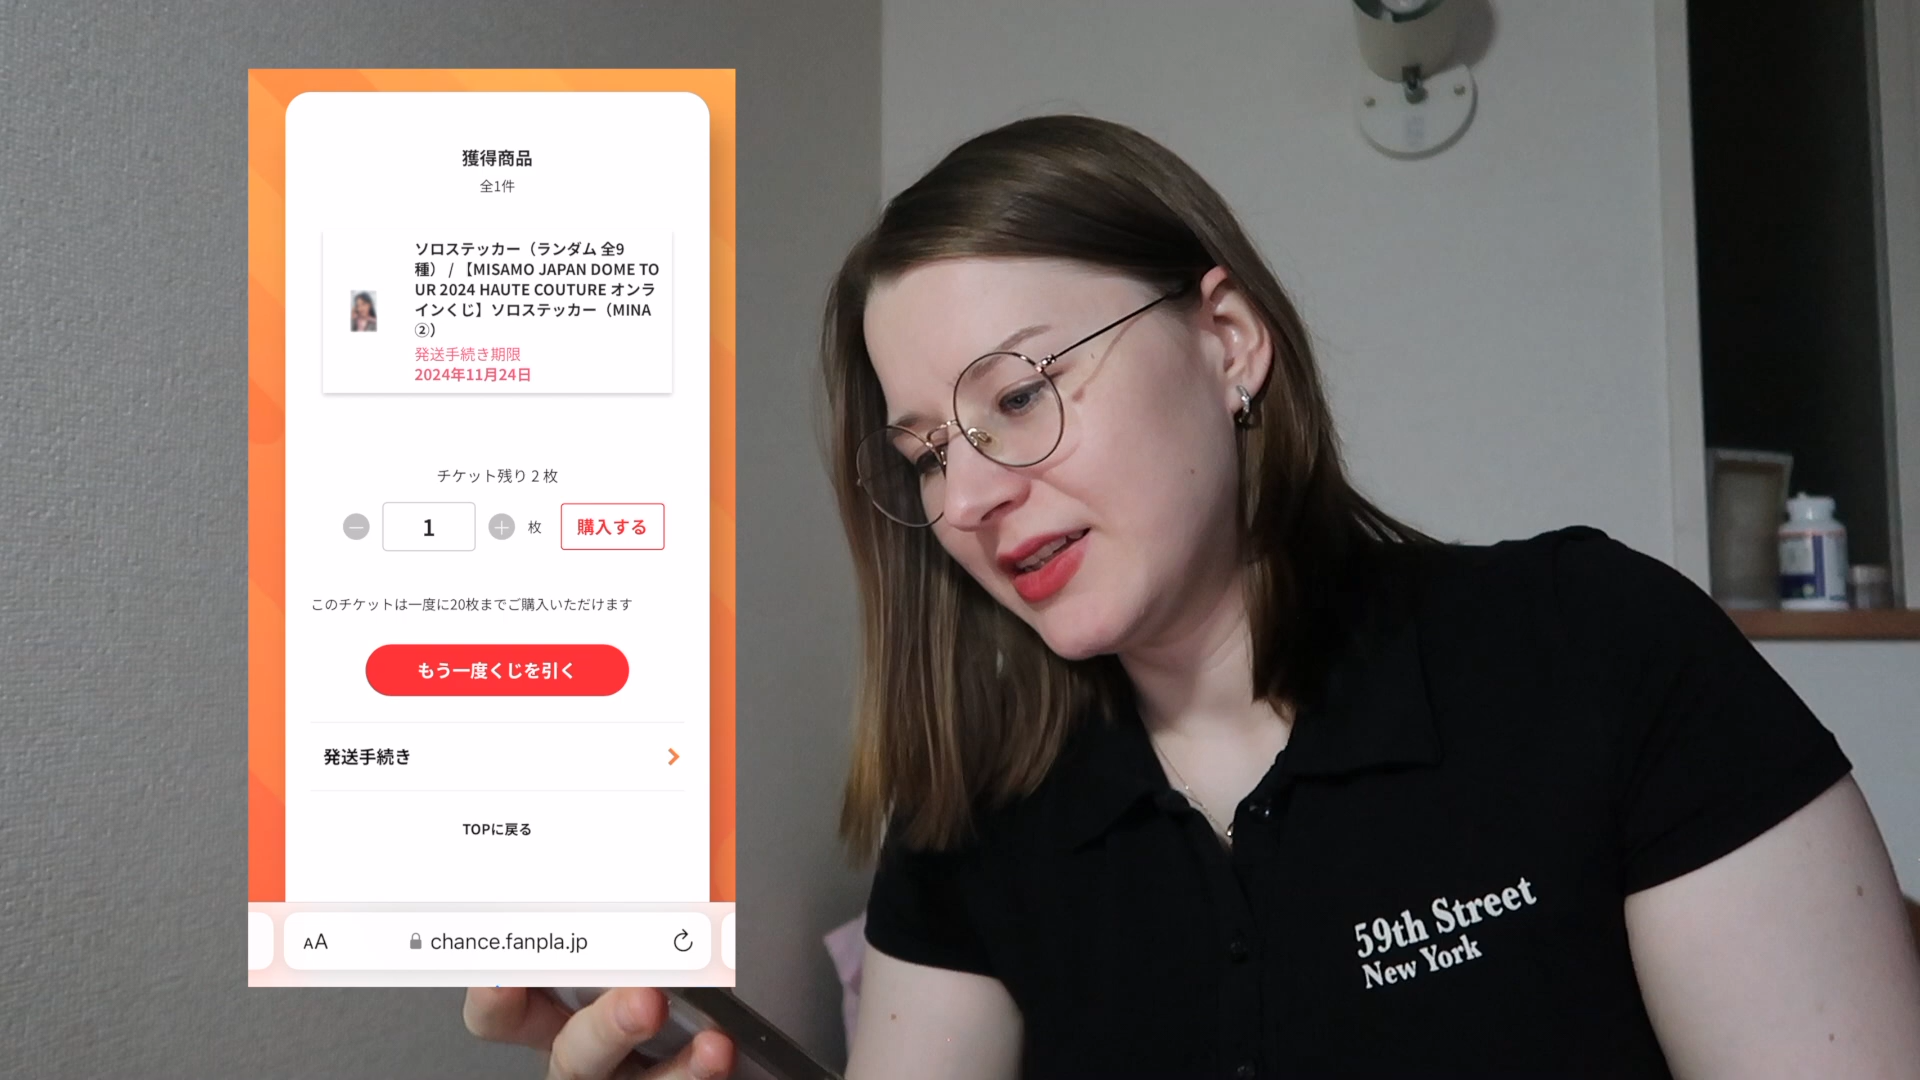 獲得商品
全1件
ソロステッカー（ランダム 全9
種） / 【MISAMO JAPAN DOME TO
UR 2024 HAUTE COUTURE オンラ
インくじ】ソロステッカー（MINA
②）
発送手続き期限
2024年11月24日
チケット残り 2 枚
1 枚 購入する
このチケットは一度に20枚までご購入いただけます
もう一度くじを引く
発送手続き
TOPに戻る
AA chance.fanpla.jp
59th Street
New York